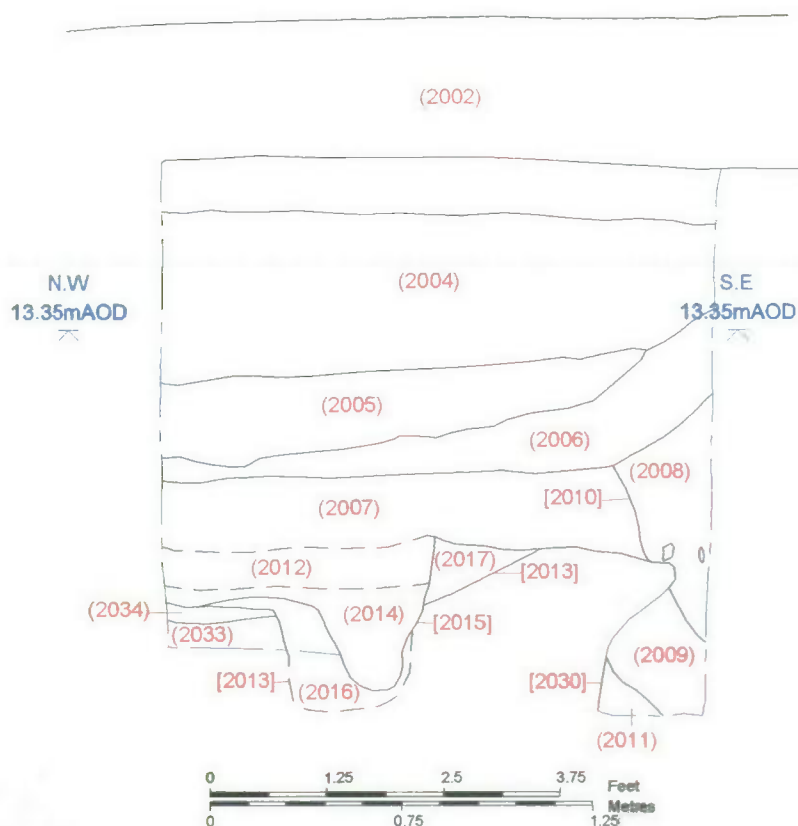 (2002)
N.W
13.35mAOD
(2004)
S.E
13.35mAOD
(2005)
(2006)
(2008)
[2010]
(2007)
(2017)
[2013]
(2012)
(2034)
(2014)
[2015]
(2033)
(2009)
[2013]
(2016)
[2030]
(2011)
0 1.25 2.5 3.75 Feet
Metres
0 0.75 1.25